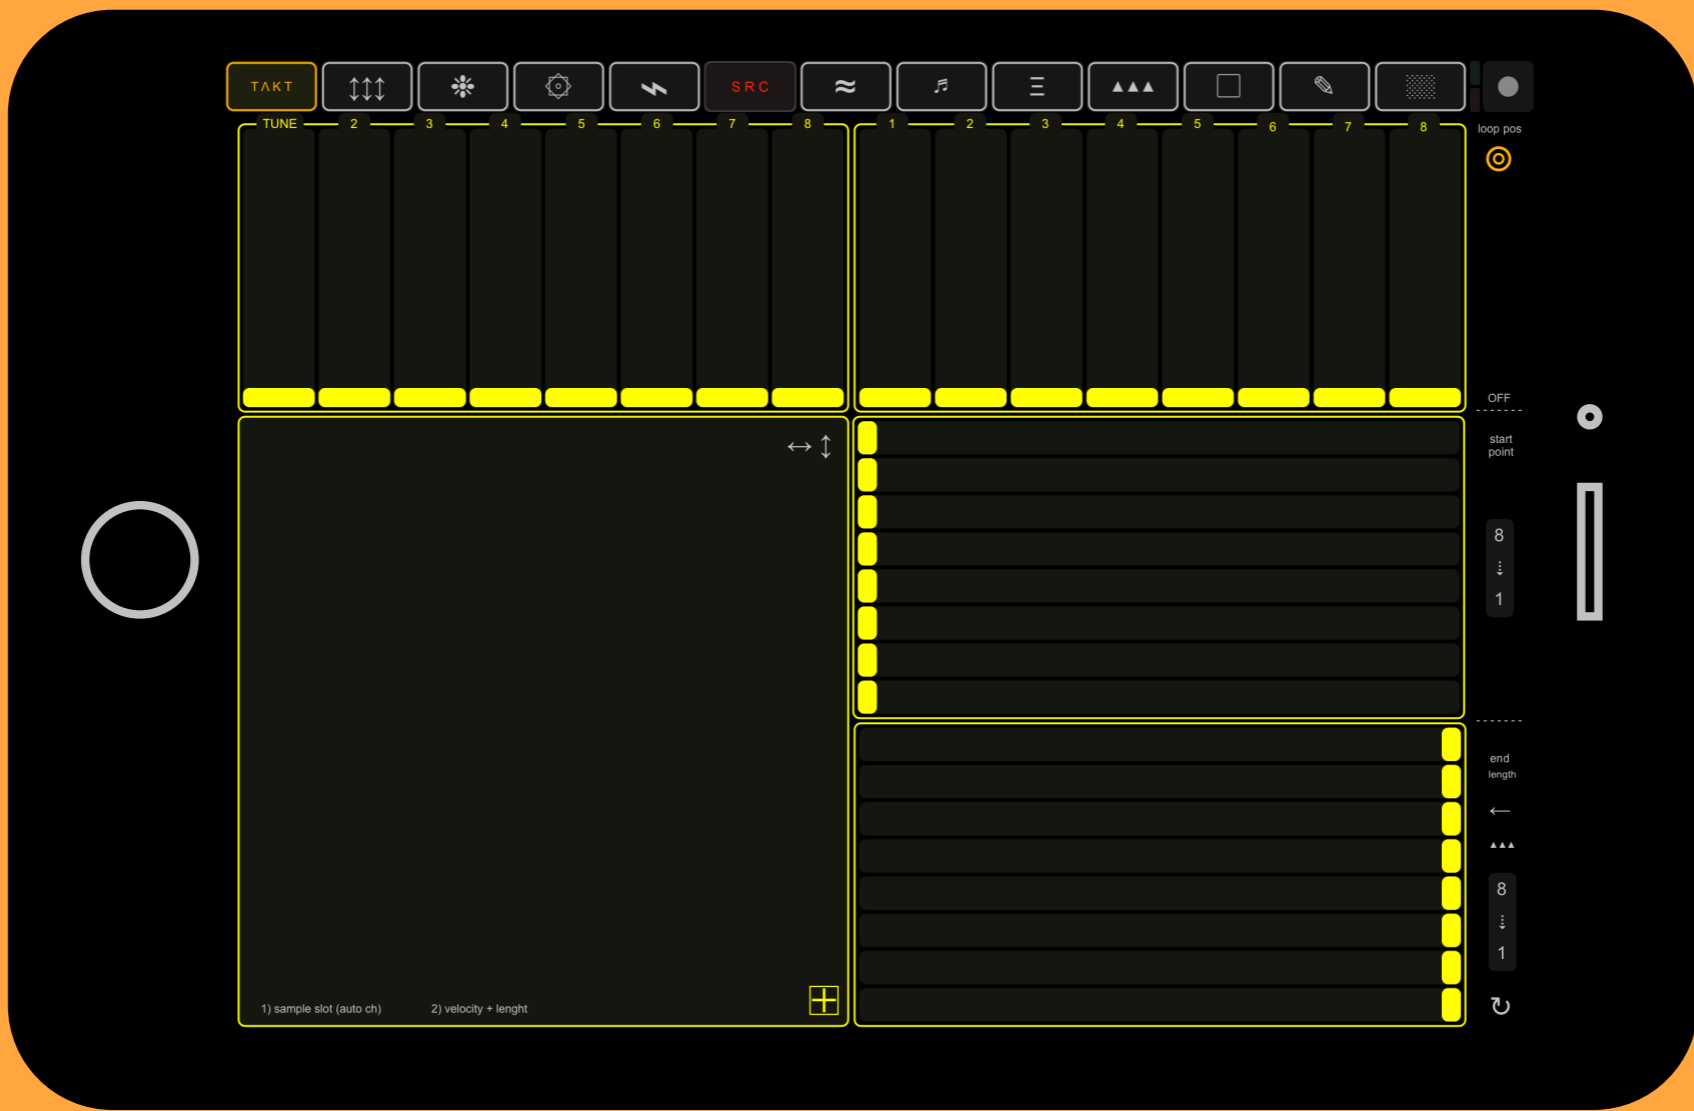 TΛKT
SRC
TUNE 2 3 4 5 6 7 8
1 2 3 4 5 6 7 8
loop pos
OFF
start
point
8
1
end
length
8
1
1) sample slot (auto ch) 2) velocity + lenght